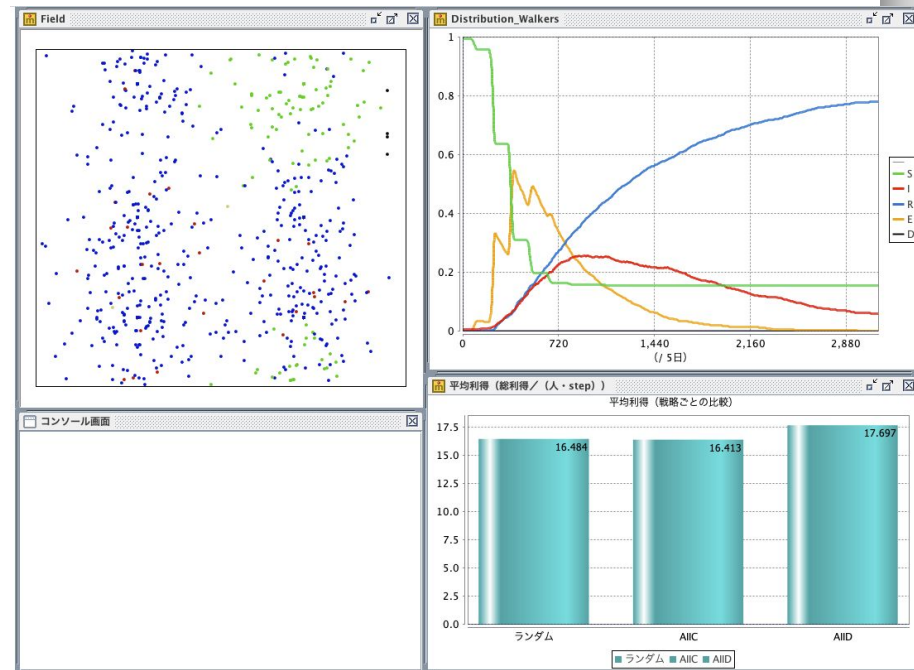 Field
Distribution_Walkers
1
0.8
0.6
0.4
0.2
0
0
720
1,440
2,160
2,880
(/ 5日)
S
I
R
E
D
コンソール画面
平均利得（総利得／（人・step））
平均利得（戦略ごとの比較）
17.5
15.0
12.5
10.0
7.5
5.0
2.5
0.0
16.484
16.413
17.697
ランダム
AllC
AllD
ランダム AllC AllD